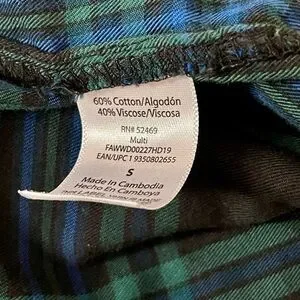 60% Cotton/Algodón
40% Viscose/Viscosa
RN# 52469
Multi
FAWWD00227HD19
EAN/UPC 1 9350802655
S
Made in Cambodia
Hecho En Camboya